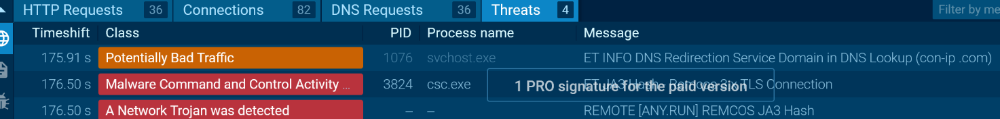 HTTP Requests 36 Connections 82 DNS Requests 36 Threats 4 Filter by me
Timeshift Class PID Process name Message
175.91 s Potentially Bad Traffic 1076 svchost.exe ET INFO DNS Redirection Service Domain in DNS Lookup (con-ip .com)
176.50 s Malware Command and Control Activity ... 3824 csc.exe ET JA3 Hash - Remcos 3.x TLS Connection
1 PRO signature for the paid version
176.50 s A Network Trojan was detected – – REMOTE [ANY.RUN] REMCOS JA3 Hash